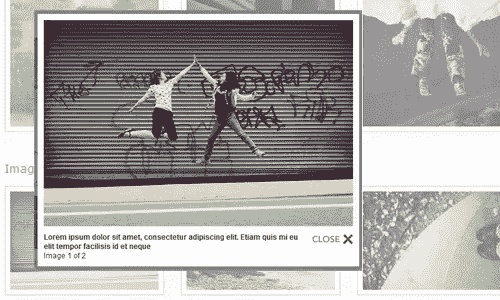 Imag
Lorem ipsum dolor sit amet, consectetur adipiscing elit. Etiam quis mi eu
elit tempor facilisis id et neque
Image 1 of 2
CLOSE X